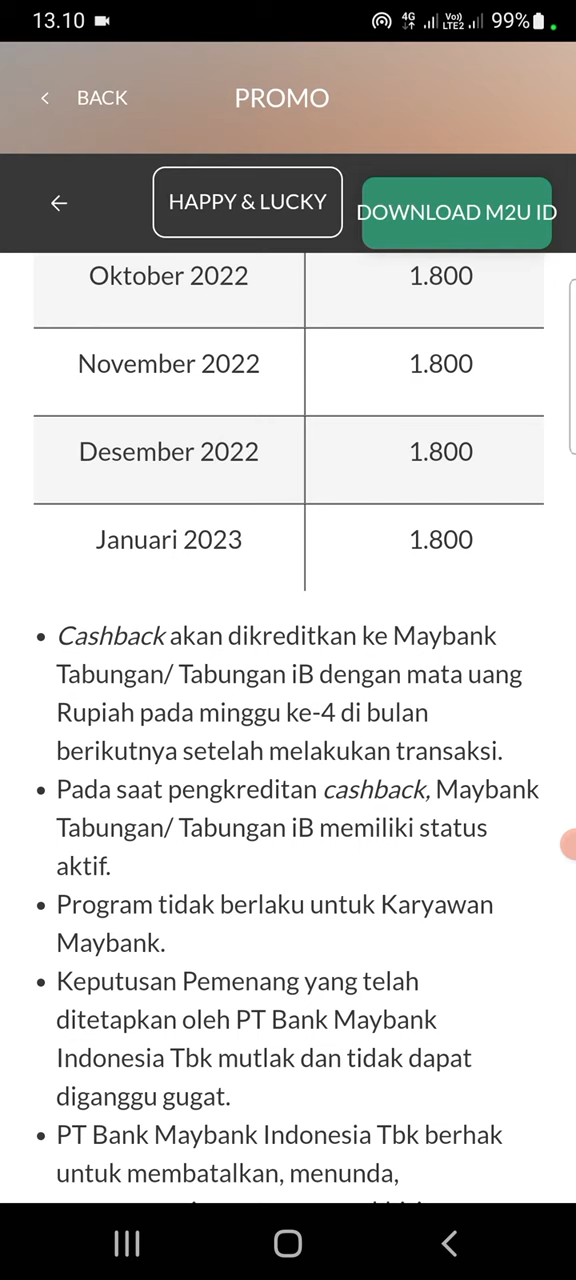 13.10
4G
Vo)
LTE2
99%
BACK
PROMO
HAPPY & LUCKY
DOWNLOAD M2U ID
Oktober 2022 1.800
November 2022 1.800
Desember 2022 1.800
Januari 2023 1.800
• Cashback akan dikreditkan ke Maybank
Tabungan/ Tabungan iB dengan mata uang
Rupiah pada minggu ke-4 di bulan
berikutnya setelah melakukan transaksi.
• Pada saat pengkreditan cashback, Maybank
Tabungan/ Tabungan iB memiliki status
aktif.
• Program tidak berlaku untuk Karyawan
Maybank.
• Keputusan Pemenang yang telah
ditetapkan oleh PT Bank Maybank
Indonesia Tbk mutlak dan tidak dapat
diganggu gugat.
• PT Bank Maybank Indonesia Tbk berhak
untuk membatalkan, menunda,